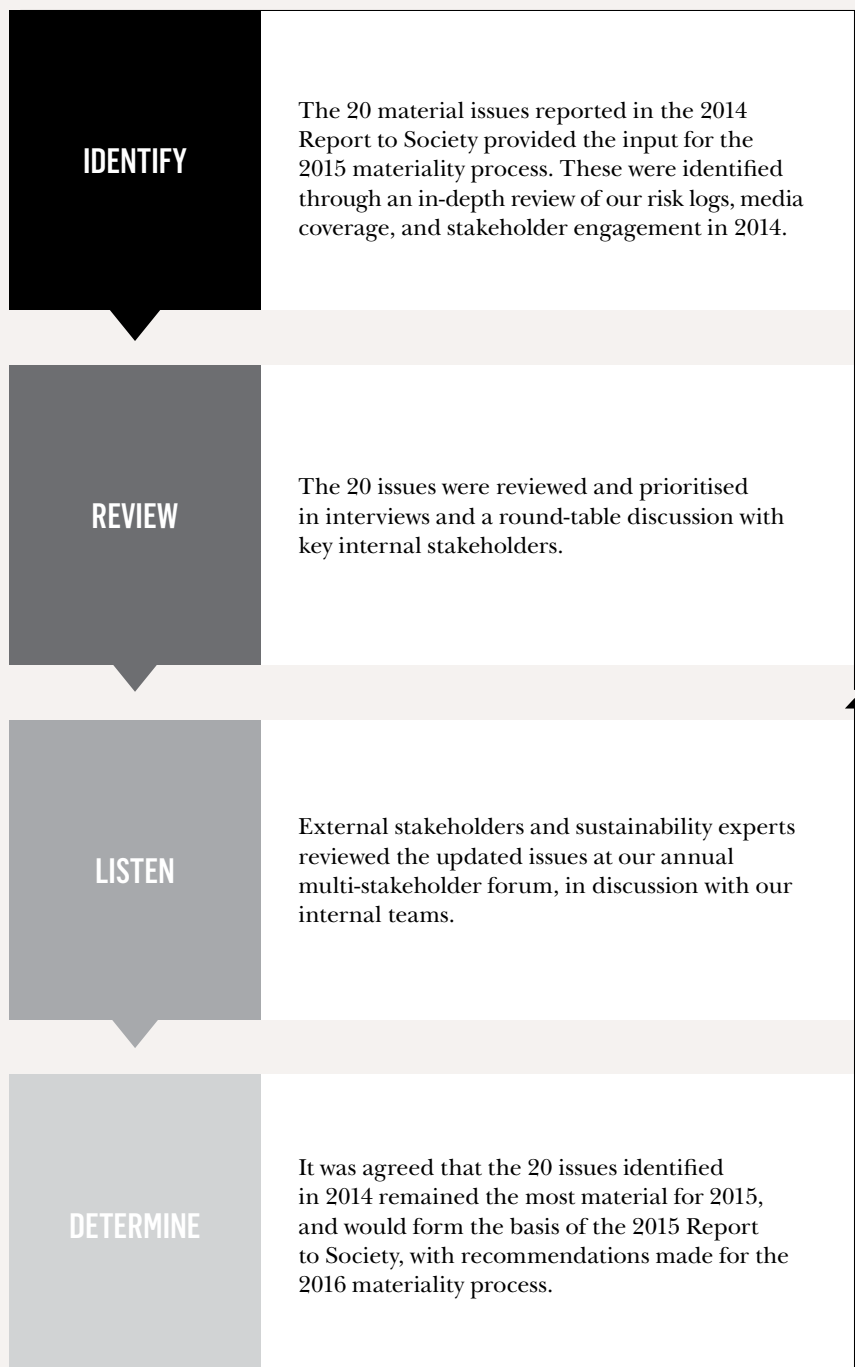 IDENTIFY
The 20 material issues reported in the 2014
Report to Society provided the input for the
2015 materiality process. These were identified
through an in-depth review of our risk logs, media
coverage, and stakeholder engagement in 2014.
REVIEW
The 20 issues were reviewed and prioritised
in interviews and a round-table discussion with
key internal stakeholders.
LISTEN
External stakeholders and sustainability experts
reviewed the updated issues at our annual
multi-stakeholder forum, in discussion with our
internal teams.
DETERMINE
It was agreed that the 20 issues identified
in 2014 remained the most material for 2015,
and would form the basis of the 2015 Report
to Society, with recommendations made for the
2016 materiality process.